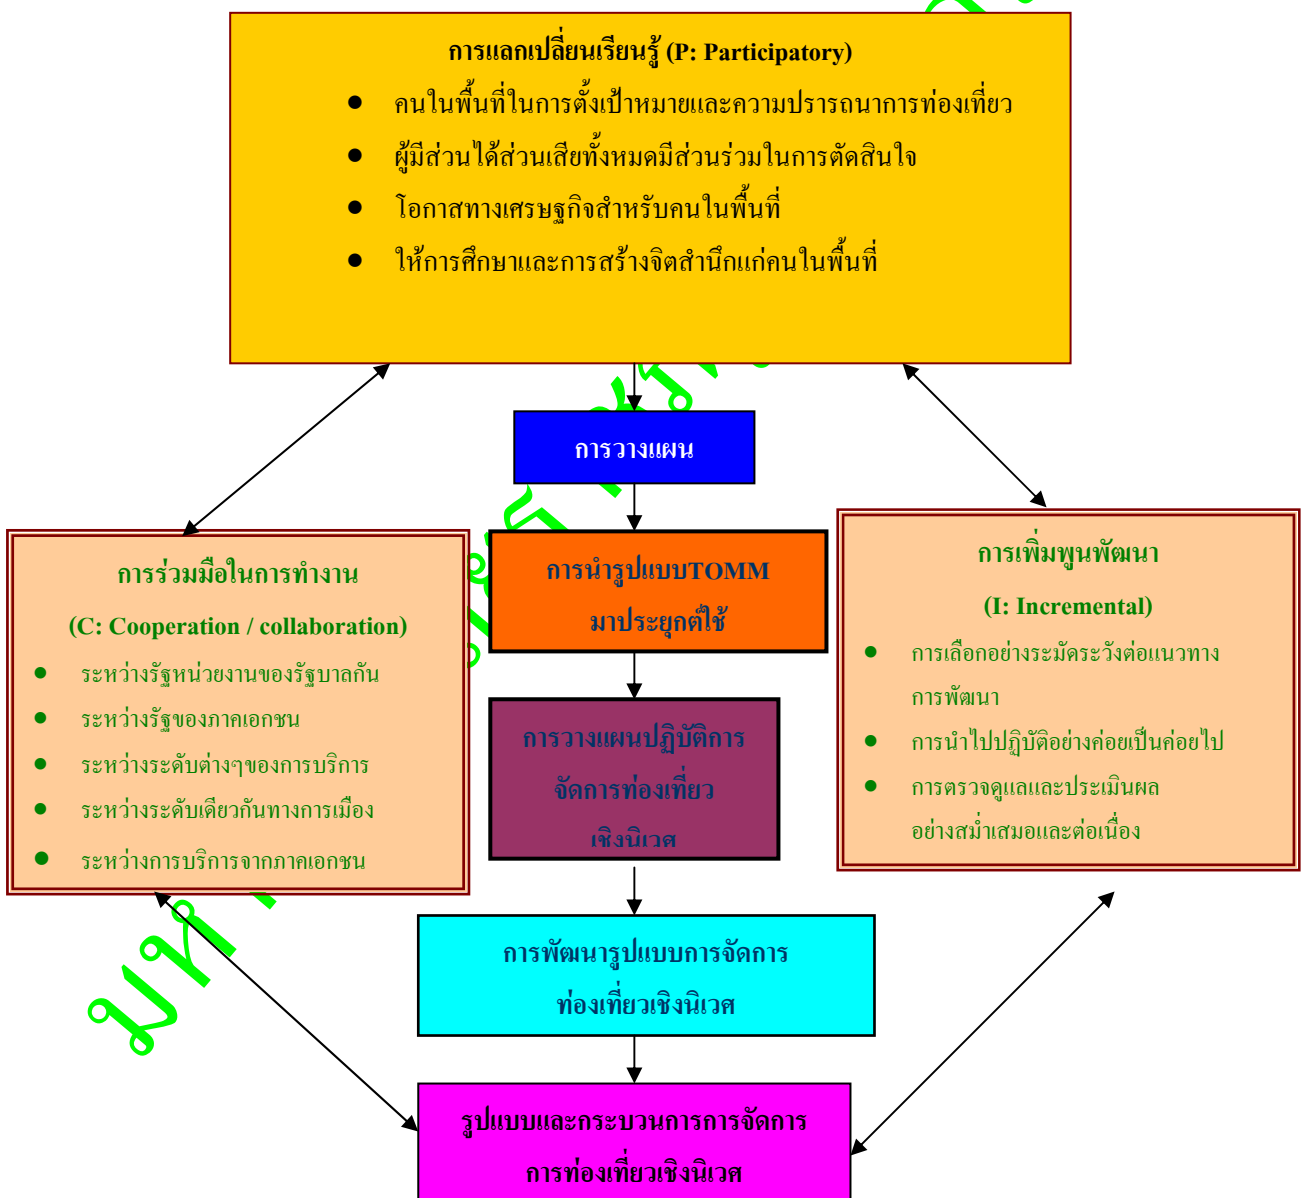 การแลกเปลี่ยนเรียนรู้ (P: Participatory)
● คนในพื้นที่ในการตั้งเป้าหมายและความปรารถนาการท่องเที่ยว
● ผู้มีส่วนได้ส่วนเสียทั้งหมดมีส่วนร่วมในการตัดสินใจ
● โอกาสทางเศรษฐกิจสำหรับคนในพื้นที่
● ให้การศึกษาและการสร้างจิตสำนึกแก่คนในพื้นที่
การวางแผน
การร่วมมือในการทำงาน
(C: Cooperation / collaboration)
● ระหว่างรัฐหน่วยงานของรัฐบาลกัน
● ระหว่างรัฐของภาคเอกชน
● ระหว่างระดับต่างๆของการบริการ
● ระหว่างระดับเดียวกันทางการเมือง
● ระหว่างการบริการจากภาคเอกชน
การนำรูปแบบTOMM
มาประยุกต์ใช้
การเพิ่มพูนพัฒนา
(I: Incremental)
● การเลือกอย่างระมัดระวังต่อแนวทาง
การพัฒนา
● การนำไปปฏิบัติอย่างค่อยเป็นค่อยไป
● การตรวจดูแลและประเมินผล
อย่างสม่ำเสมอและต่อเนื่อง
การวางแผนปฏิบัติการ
จัดการท่องเที่ยว
เชิงนิเวศ
การพัฒนารูปแบบการจัดการ
ท่องเที่ยวเชิงนิเวศ
รูปแบบและกระบวนการการจัดการ
การท่องเที่ยวเชิงนิเวศ